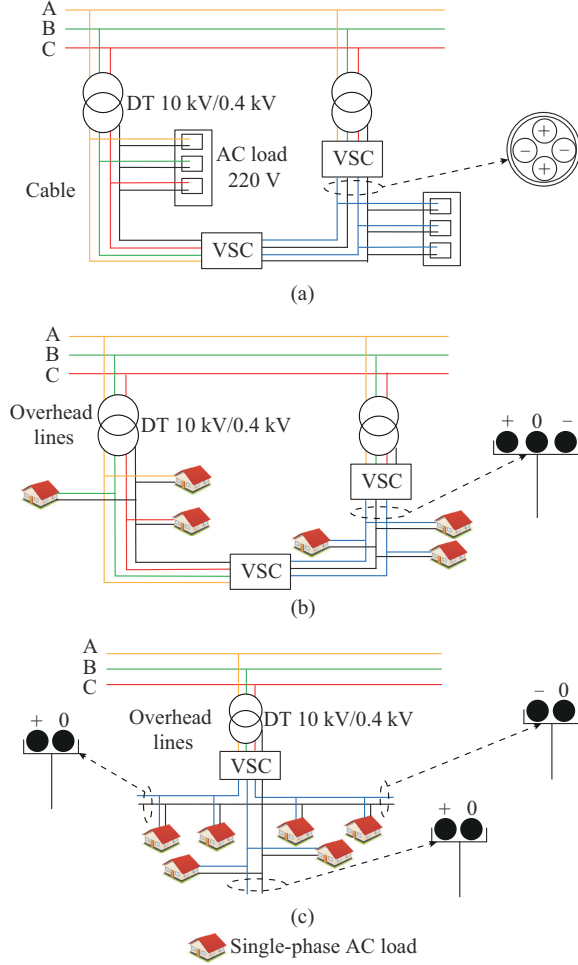 A
B
C
DT 10 kV/0.4 kV
AC load
220 V
Cable
VSC
VSC
+
−
−
+
(a)
A
B
C
Overhead
lines
DT 10 kV/0.4 kV
VSC
VSC
+ 0 −
(b)
A
B
C
Overhead
lines
DT 10 kV/0.4 kV
VSC
+ 0
− 0
+ 0
(c)
Single-phase AC load